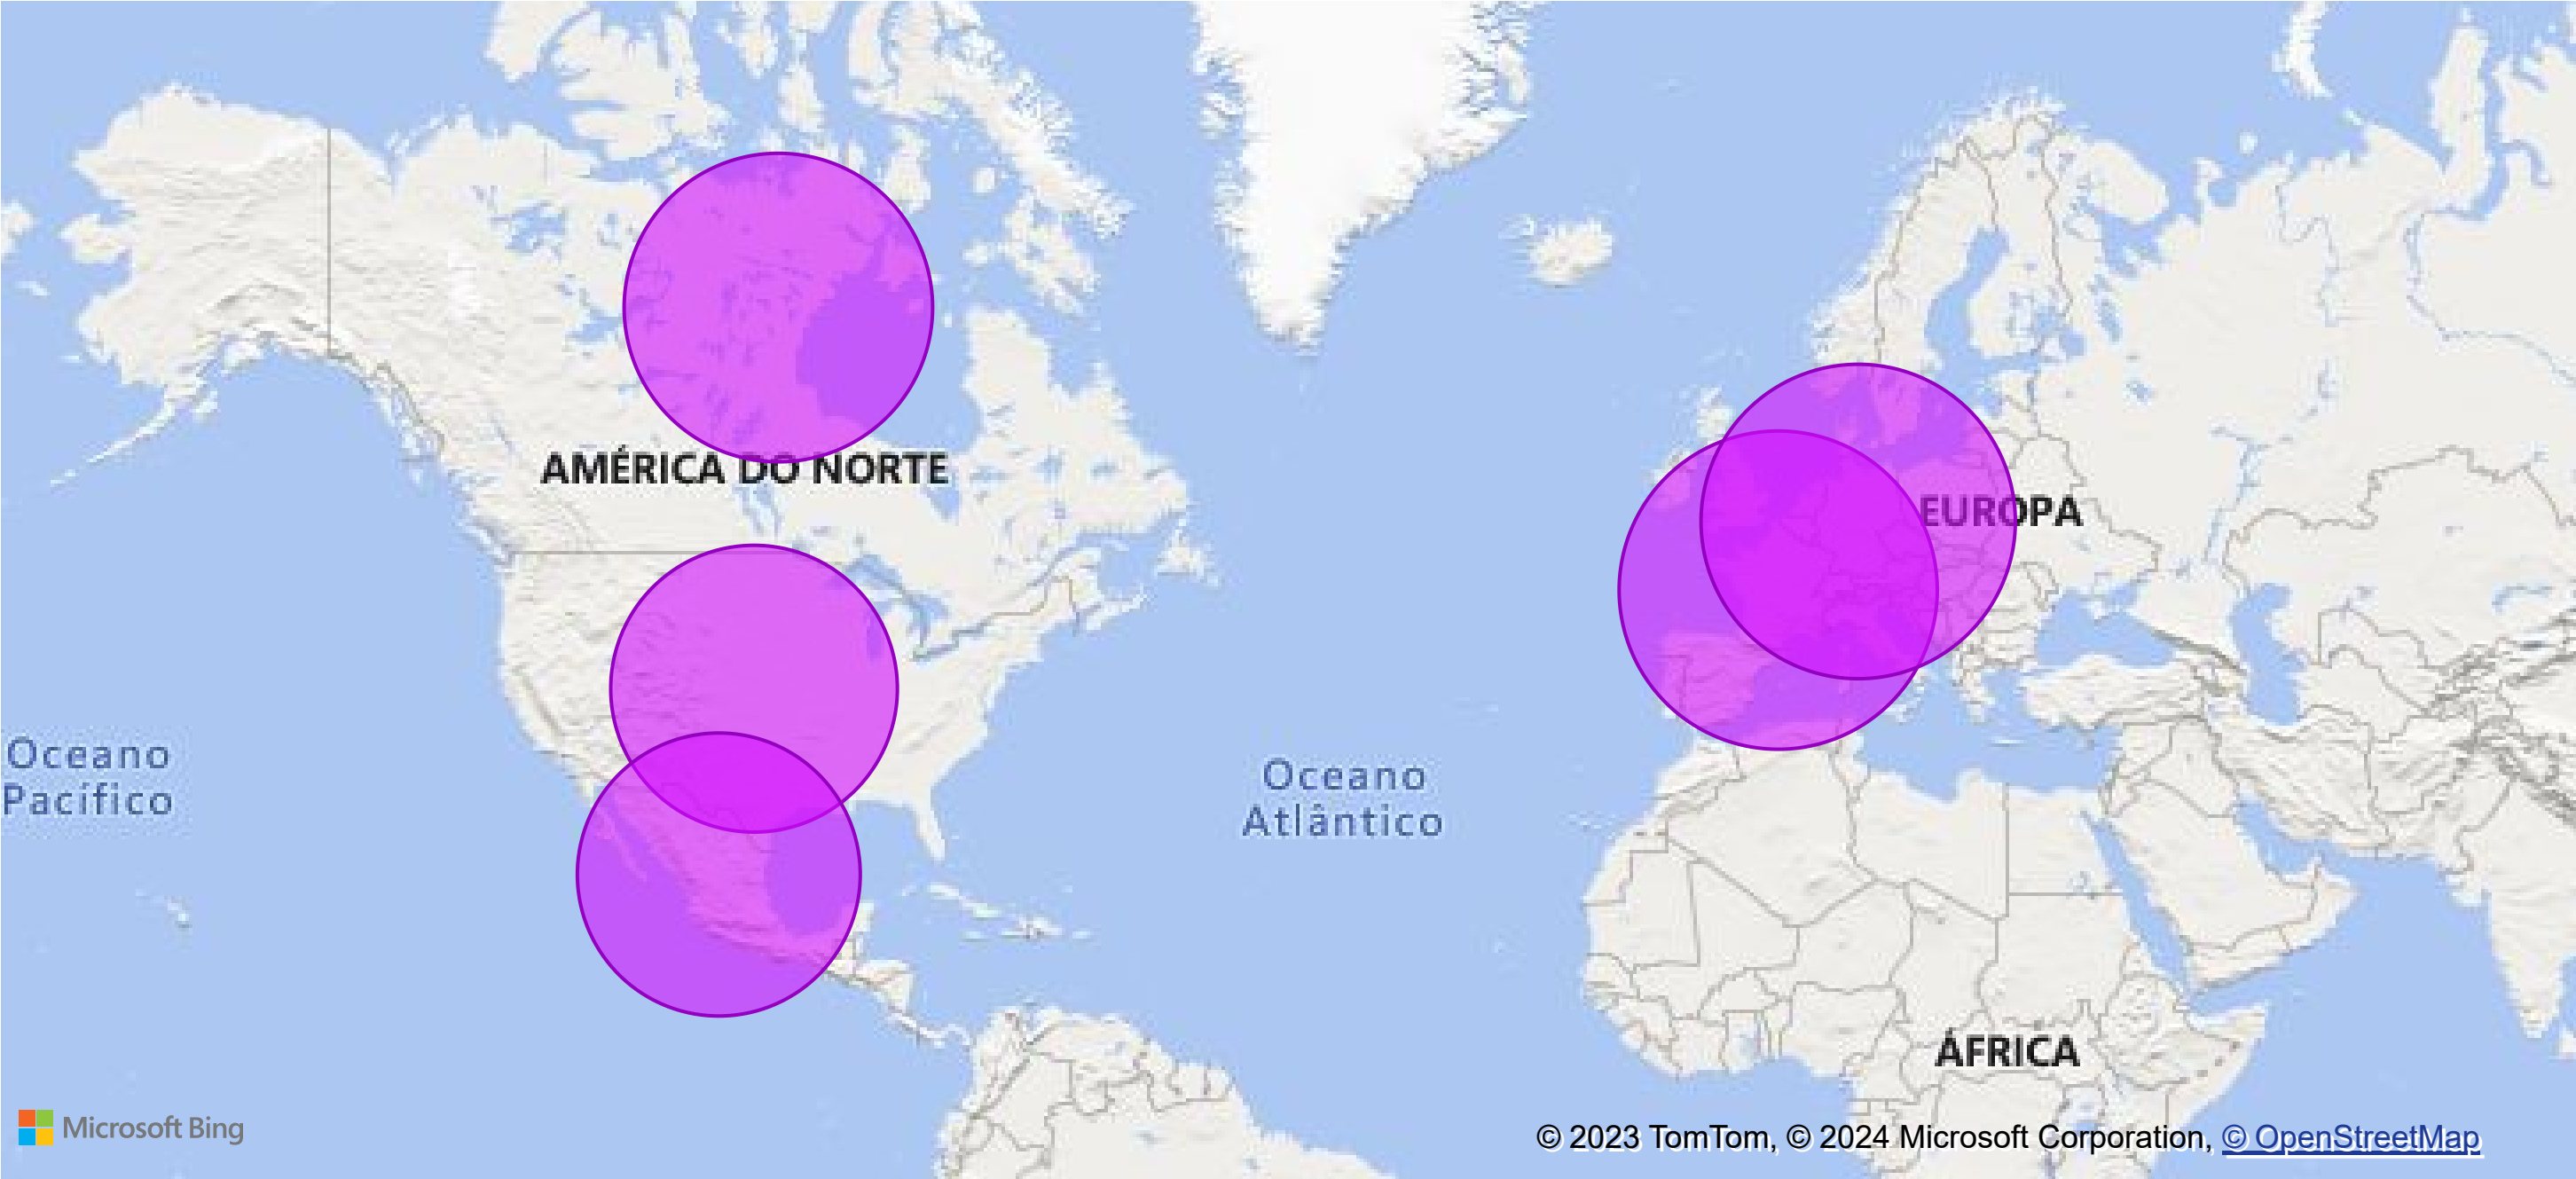 AMÉRICA DO NORTE
EUROPA
Oceano
Pacífico
Oceano
Atlântico
ÁFRICA
Microsoft Bing
© 2023 TomTom, © 2024 Microsoft Corporation, © OpenStreetMap